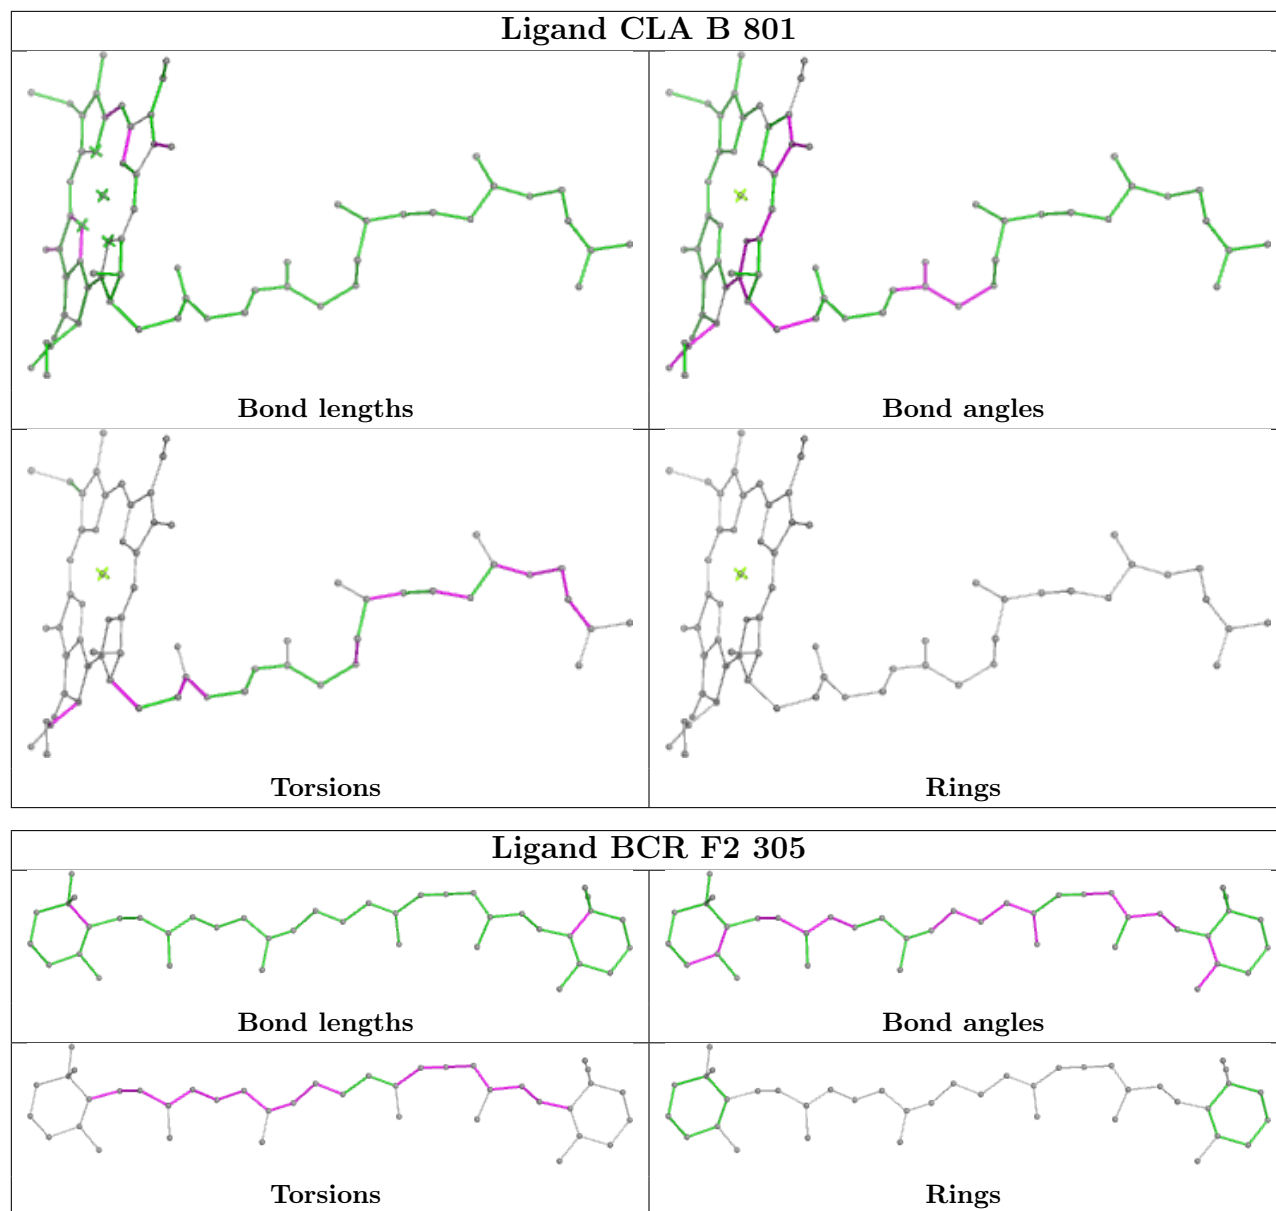 Ligand CLA B 801
Bond lengths
Bond angles
Torsions
Rings
Ligand BCR F2 305
Bond lengths
Bond angles
Torsions
Rings